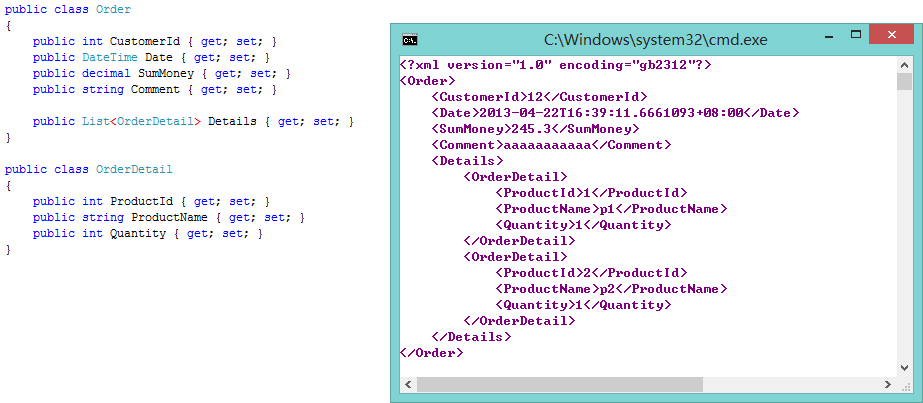 public class Order
{
    public int CustomerId { get; set; }
    public DateTime Date { get; set; }
    public decimal SumMoney { get; set; }
    public string Comment { get; set; }

    public List<OrderDetail> Details { get; set; }
}

public class OrderDetail
{
    public int ProductId { get; set; }
    public string ProductName { get; set; }
    public int Quantity { get; set; }
}
C:\Windows\system32\cmd.exe
<?xml version="1.0" encoding="gb2312"?>
<Order>
    <CustomerId>12</CustomerId>
    <Date>2013-04-22T16:39:11.6661093+08:00</Date>
    <SumMoney>245.3</SumMoney>
    <Comment>aaaaaaaaaaa</Comment>
    <Details>
        <OrderDetail>
            <ProductId>1</ProductId>
            <ProductName>p1</ProductName>
            <Quantity>1</Quantity>
        </OrderDetail>
        <OrderDetail>
            <ProductId>2</ProductId>
            <ProductName>p2</ProductName>
            <Quantity>1</Quantity>
        </OrderDetail>
    </Details>
</Order>